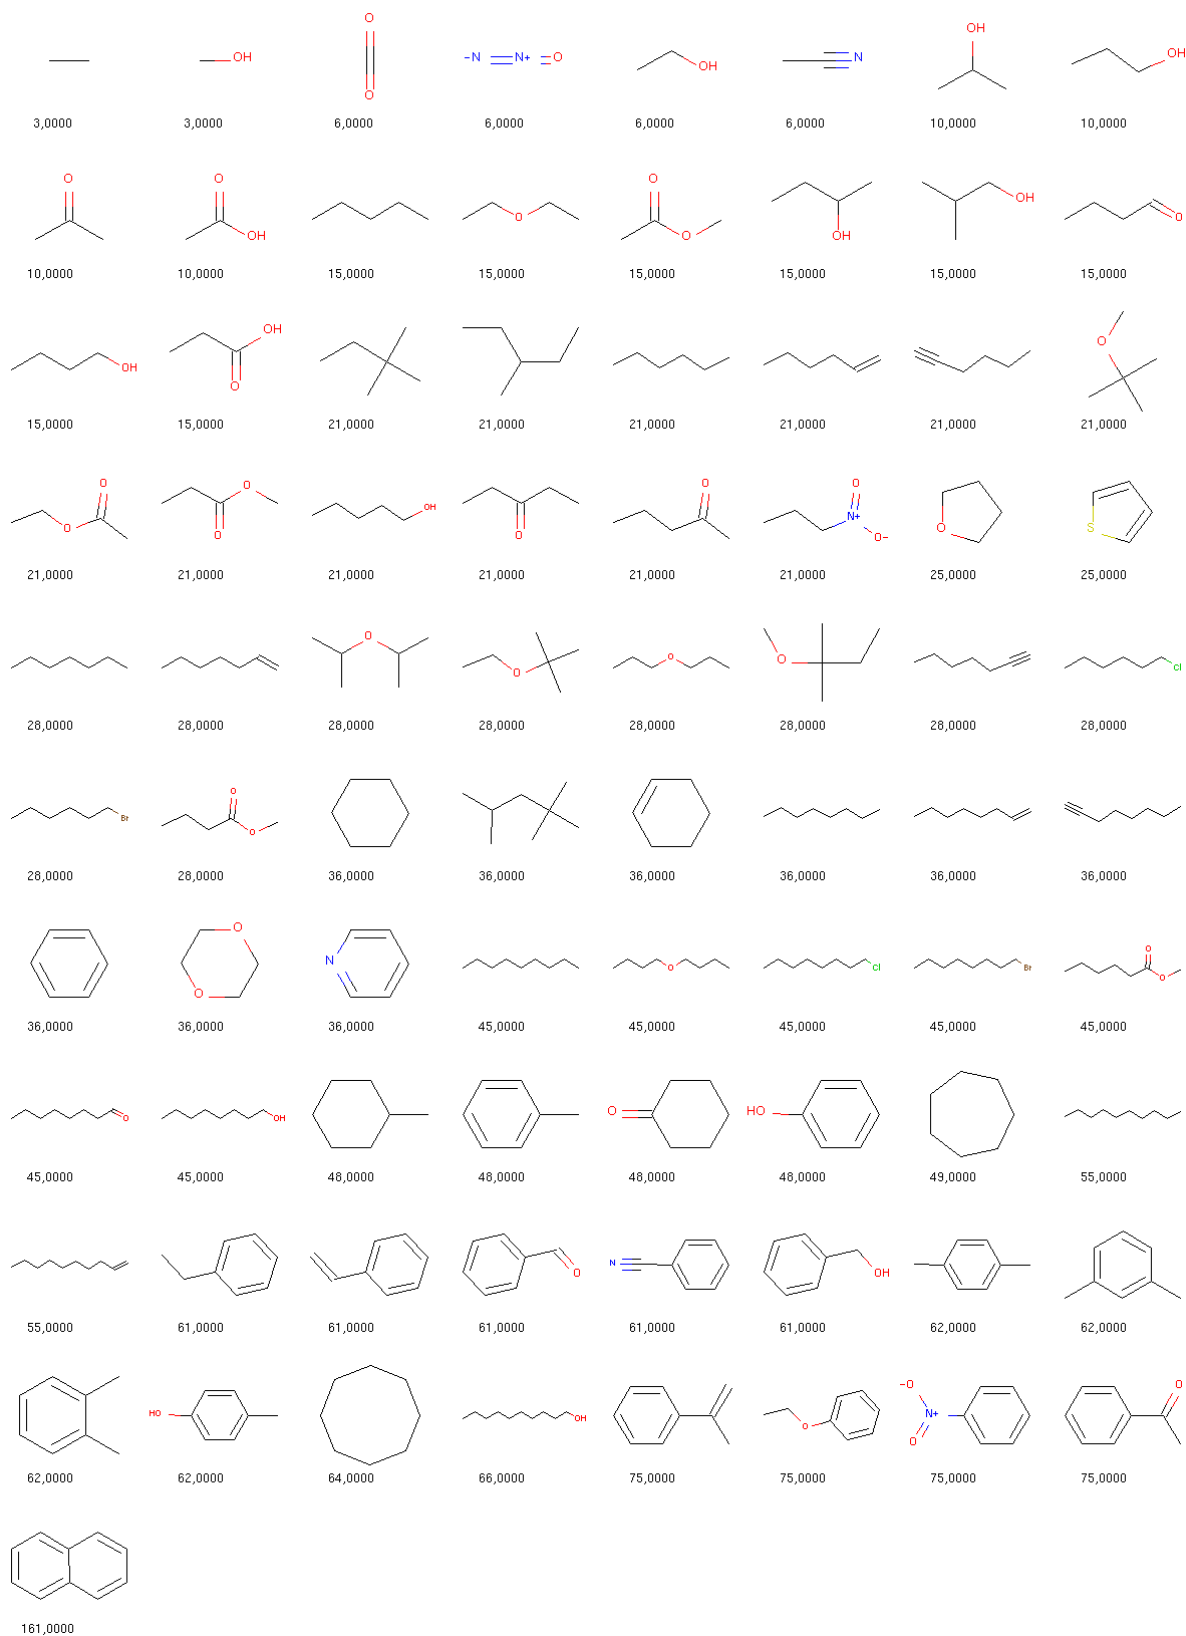 O OH
OH N- N+ O OH N OH
O
3,0000 3,0000 6,0000 6,0000 6,0000 6,0000 10,0000 10,0000
O O O
OH
O O
OH O OH
10,0000 10,0000 15,0000 15,0000 15,0000 15,0000 15,0000 15,0000
OH O
OH O
15,0000 15,0000 21,0000 21,0000 21,0000 21,0000 21,0000 21,0000
O O O O
OH N+
O O O O- O S
21,0000 21,0000 21,0000 21,0000 21,0000 21,0000 25,0000 25,0000
O
O O O Cl
28,0000 28,0000 28,0000 28,0000 28,0000 28,0000 28,0000 28,0000
O
Br O
28,0000 28,0000 36,0000 36,0000 36,0000 36,0000 36,0000 36,0000
O O
N O Cl Br
O O
36,0000 36,0000 36,0000 45,0000 45,0000 45,0000 45,0000 45,0000
O OH O HO
45,0000 45,0000 48,0000 48,0000 48,0000 48,0000 49,0000 55,0000
N
O OH
55,0000 61,0000 61,0000 61,0000 61,0000 61,0000 62,0000 62,0000
-O O
HO OH N+
O O
62,0000 62,0000 64,0000 66,0000 75,0000 75,0000 75,0000 75,0000
161,0000